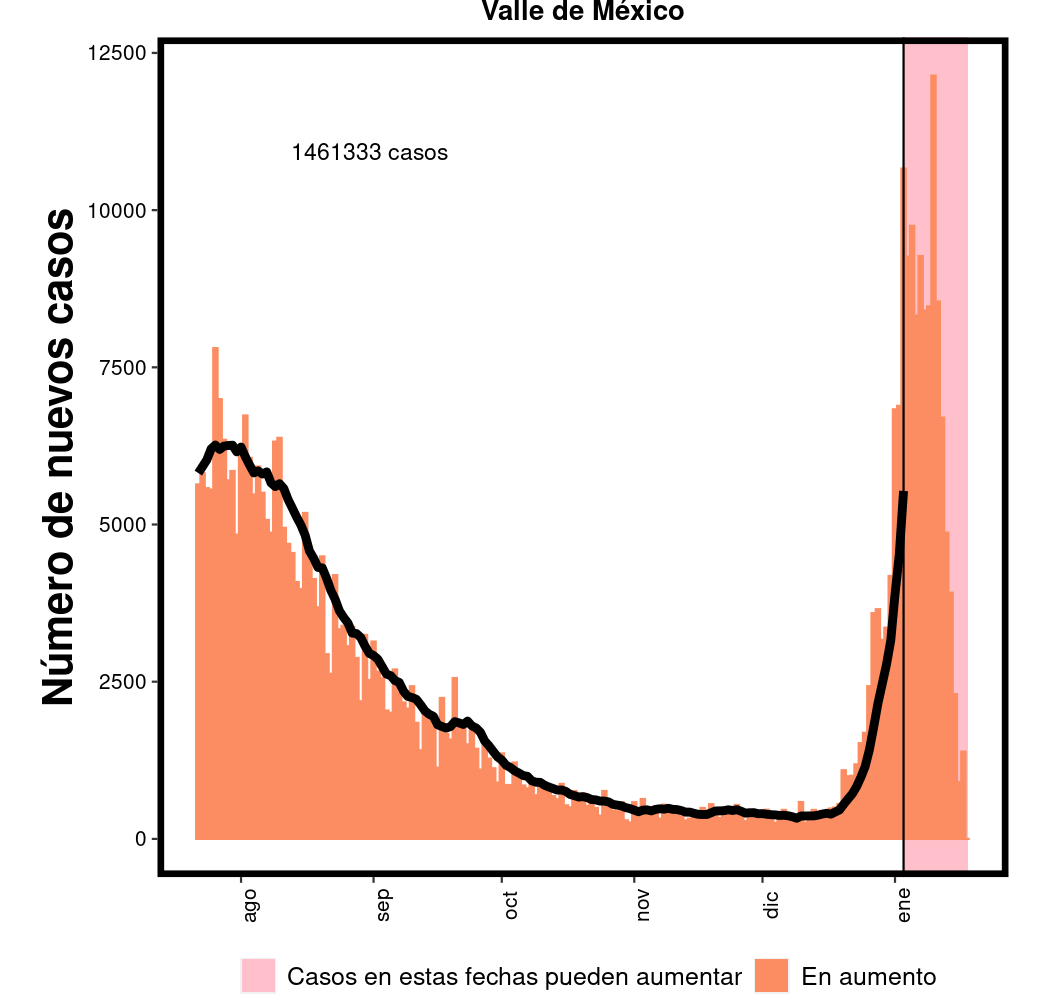 Valle de México
12500
1461333 casos
10000
7500
5000
2500
0
Número de nuevos casos
ago
sep
oct
nov
dic
ene
Casos en estas fechas pueden aumentar
En aumento